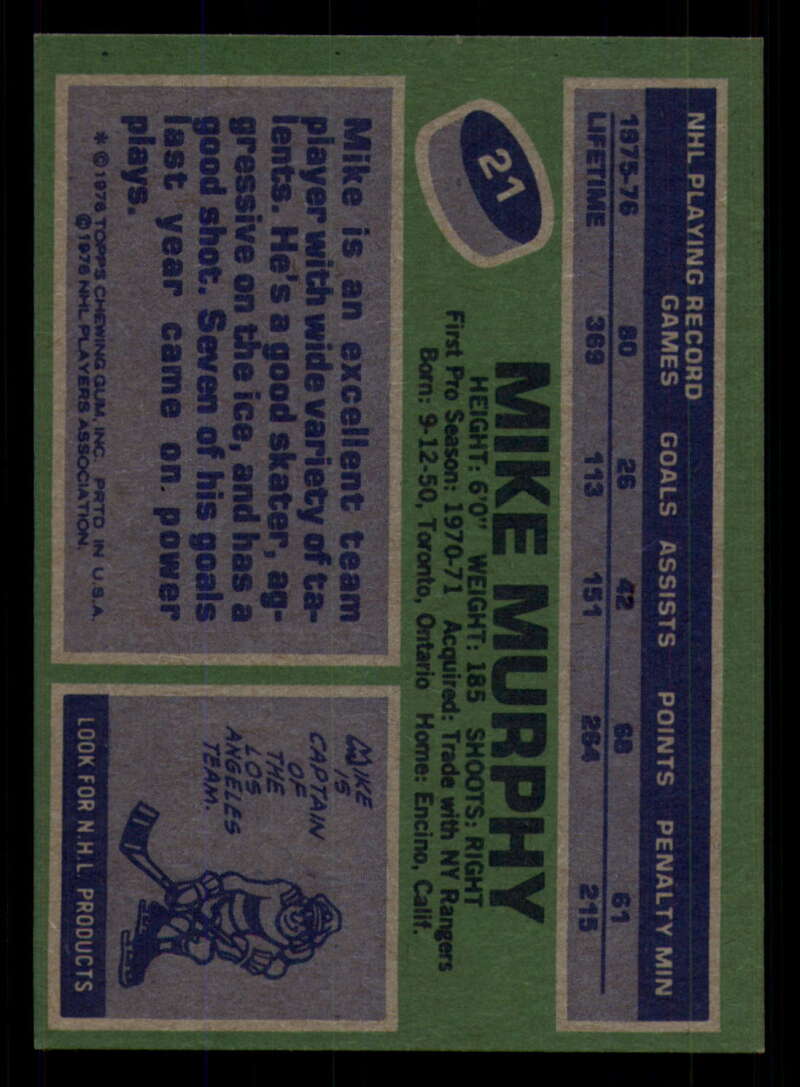 NHL PLAYING RECORD
GAMES GOALS ASSISTS POINTS PENALTY MIN
1975-76 80 26 42 68 61
LIFETIME 369 113 151 264 215
21
MIKE MURPHY
HEIGHT: 6'0" WEIGHT: 185 SHOOTS: RIGHT
First Pro Season: 1970-71 Acquired: Trade with NY Rangers
Born: 9-12-50, Toronto, Ontario Home: Encino, Calif.
Mike is an excellent team
player with wide variety of ta-
lents. He's a good skater, ag-
gressive on the ice, and has a
good shot. Seven of his goals
last year came on power
plays.
* © 1976 TOPPS CHEWING GUM, INC. PRTD. IN U.S.A.
© 1976 NHL PLAYERS ASSOCIATION.
MIKE
IS
CAPTAIN
OF
THE
LOS
ANGELES
TEAM.
LOOK FOR N.H.L. PRODUCTS